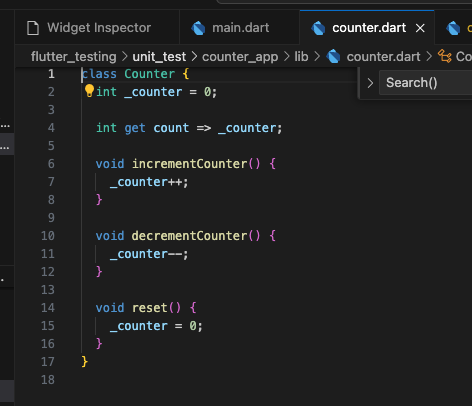 Widget Inspector main.dart counter.dart
flutter_testing > unit_test > counter_app > lib > counter.dart > Co
Search()
1 class Counter {
2 int _counter = 0;
3
4 int get count => _counter;
5
6 void incrementCounter() {
7 _counter++;
8 }
9
10 void decrementCounter() {
11 _counter--;
12 }
13
14 void reset() {
15 _counter = 0;
16 }
17 }
18